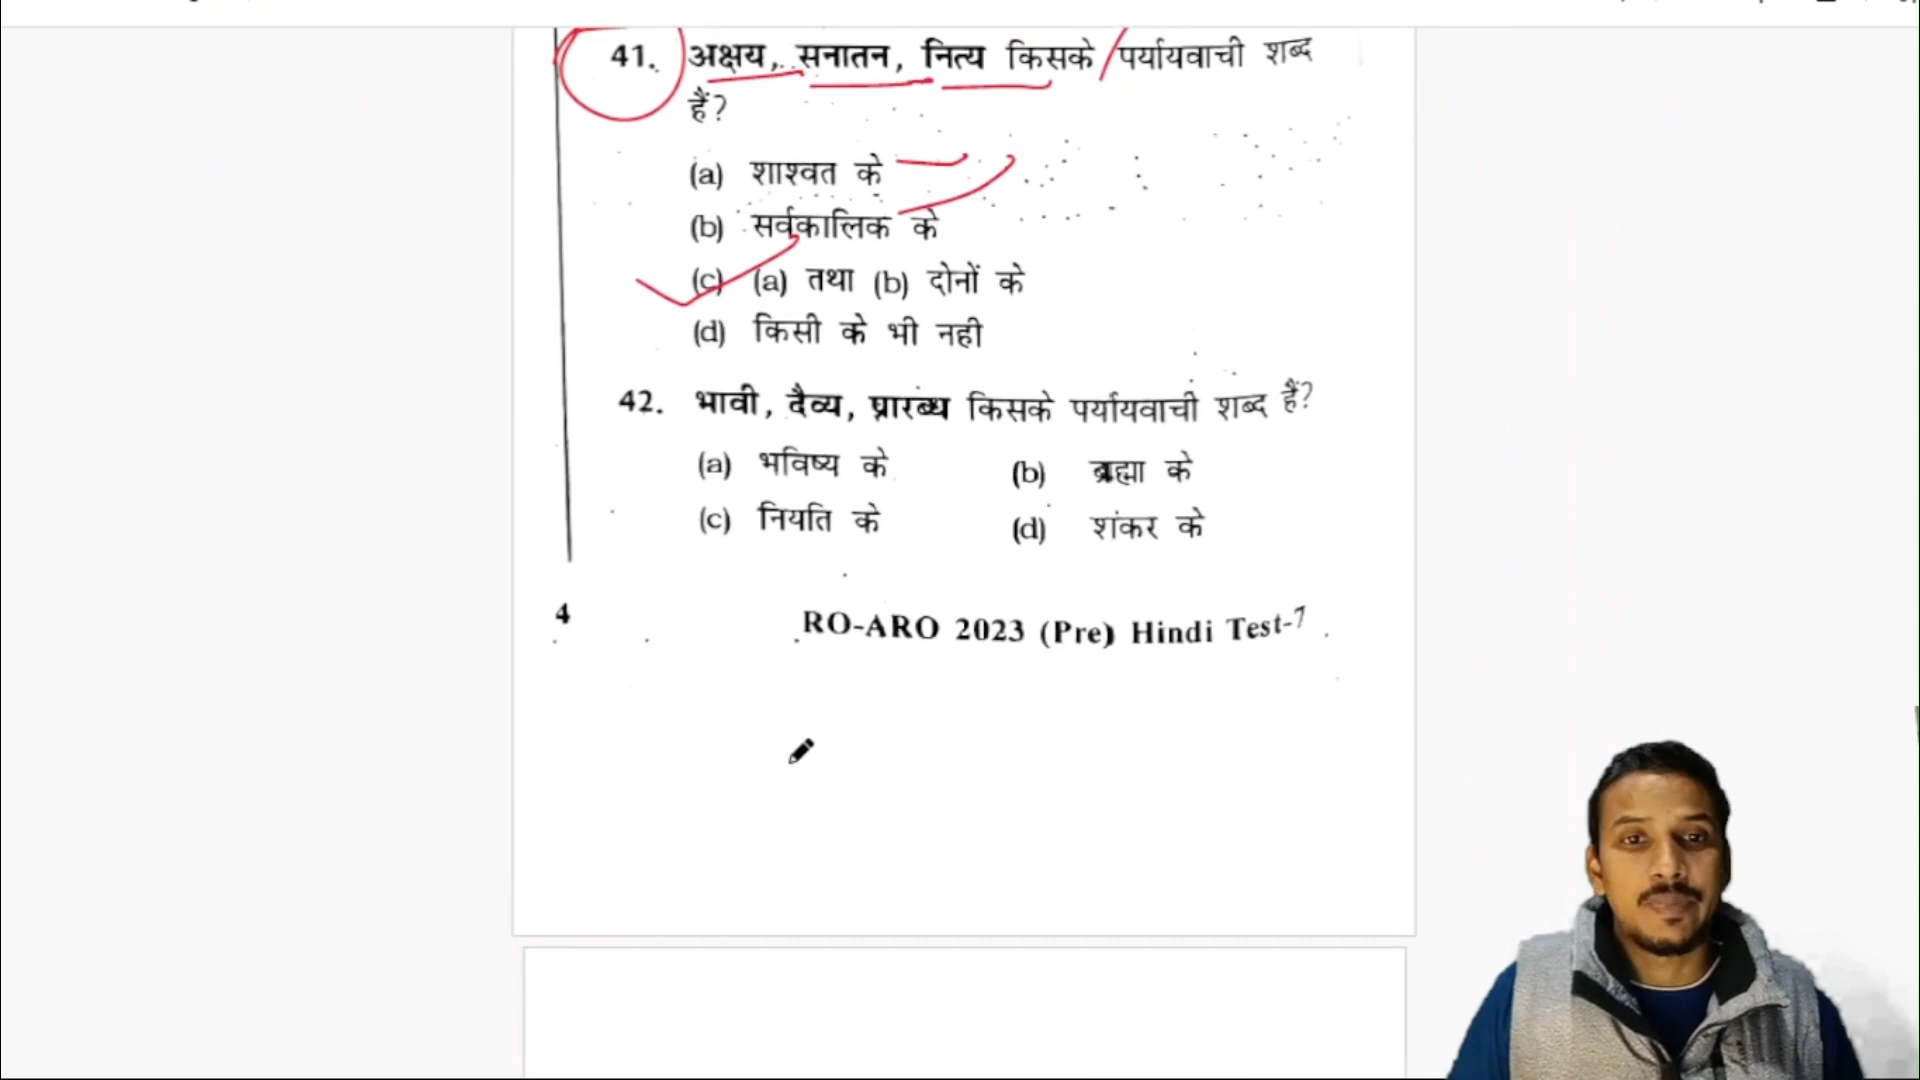 41. अक्षय, सनातन, नित्य किसके पर्यायवाची शब्द
हैं?
(a) शाश्वत के
(b) सर्वकालिक के
(c) (a) तथा (b) दोनों के
(d) किसी के भी नही
42. भावी, दैव्य, प्रारब्ध किसके पर्यायवाची शब्द हैं?
(a) भविष्य के (b) ब्रह्मा के
(c) नियति के (d) शंकर के
4 RO-ARO 2023 (Pre) Hindi Test-7